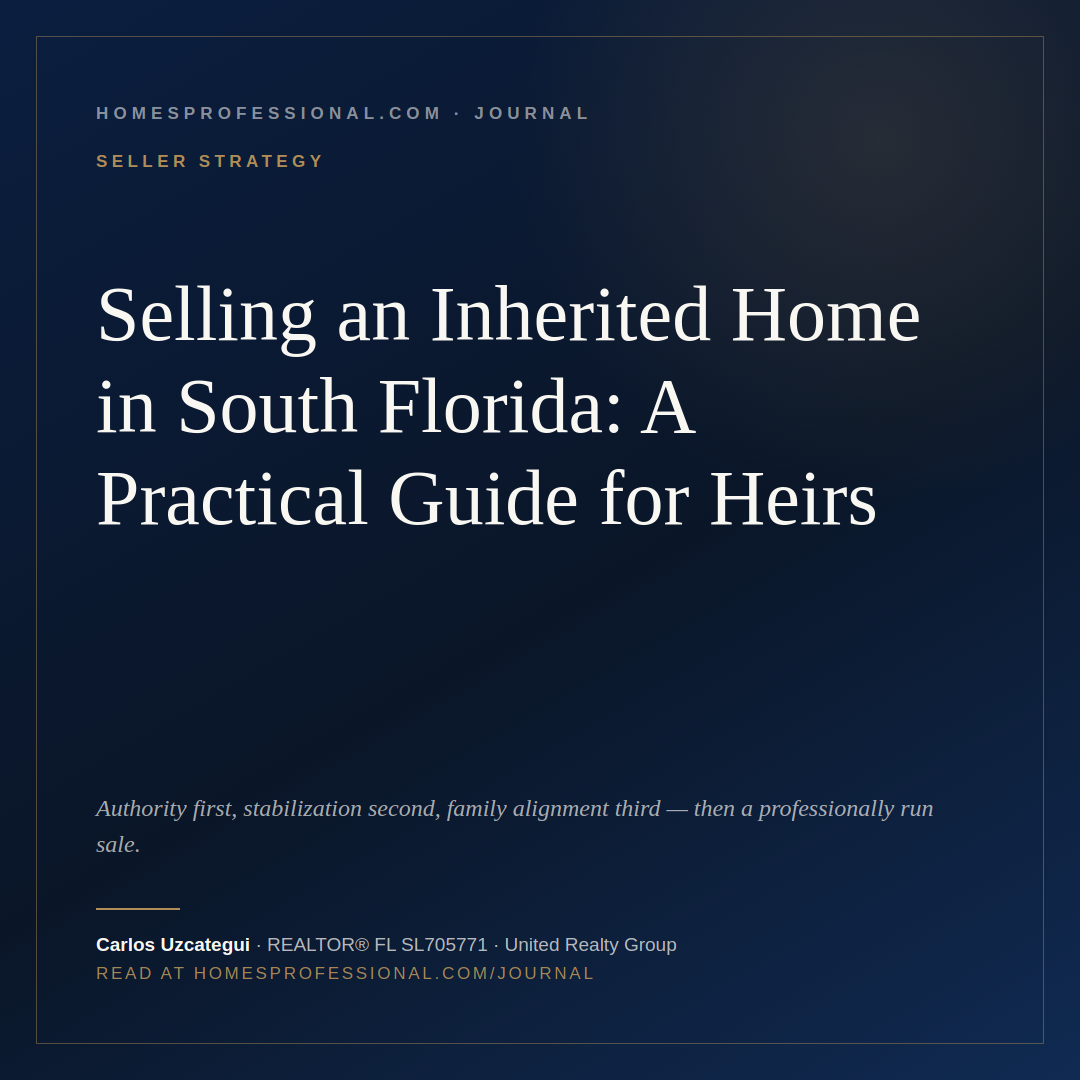 HOMESPROFESSIONAL.COM · JOURNAL
SELLER STRATEGY
Selling an Inherited Home
in South Florida: A
Practical Guide for Heirs
Authority first, stabilization second, family alignment third — then a professionally run
sale.
Carlos Uzcategui · REALTOR® FL SL705771 · United Realty Group
READ AT HOMESPROFESSIONAL.COM/JOURNAL